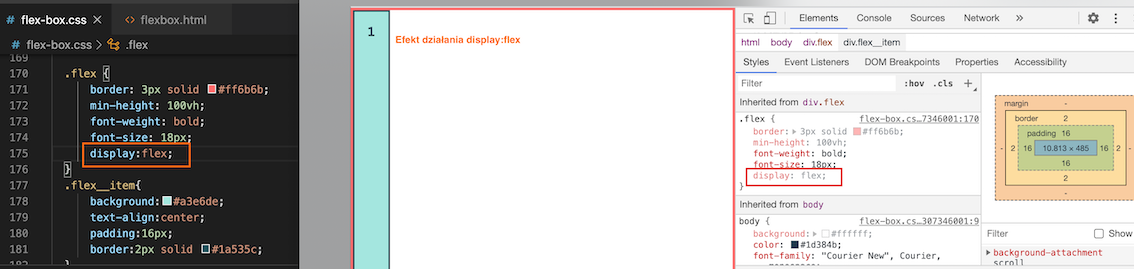 # flex-box.css ×
<> flexbox.html
# flex-box.css > .flex
169
170 .flex {
171 border: 3px solid #ff6b6b;
172 min-height: 100vh;
173 font-weight: bold;
174 font-size: 18px;
175 display:flex;
176 }
177 .flex__item{
178 background:#a3e6de;
179 text-align:center;
180 padding:16px;
181 border:2px solid #1a535c;
182 }
1
Efekt działania display:flex
Elements Console Sources Network »
html body div.flex div.flex__item
Styles Event Listeners DOM Breakpoints Properties Accessibility
Filter :hov .cls +
Inherited from div.flex
.flex { flex-box.cs…7346001:170
border: 3px solid #ff6b6b;
min-height: 100vh;
font-weight: bold;
font-size: 18px;
display: flex;
}
Inherited from body
body { flex-box.cs…307346001:9
background: #ffffff;
color: #1d384b;
font-family: "Courier New", Courier,
margin -
border 2
padding 16
- 2 16 10.813 × 485 16 2 -
16
2
-
Filter Show
background-attachment
scroll